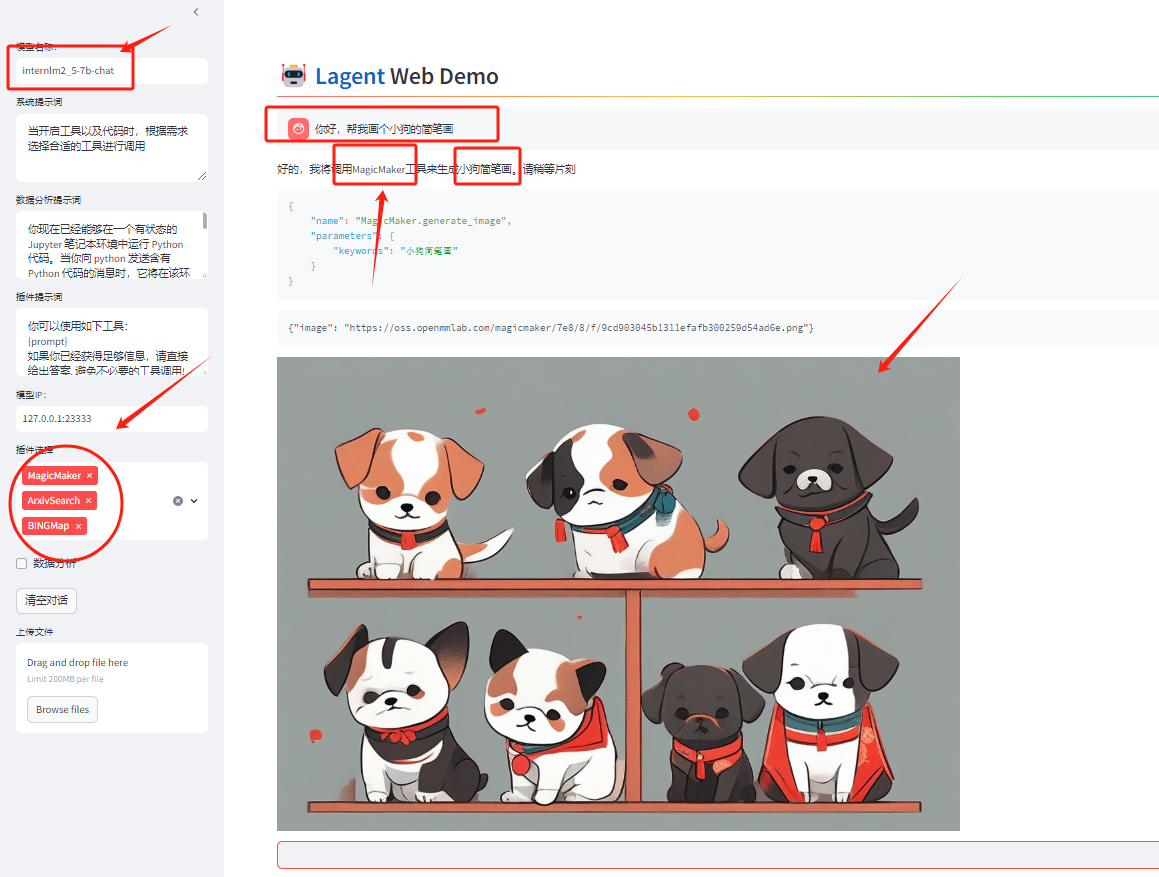 模型名称:
internlm2_5-7b-chat
系统提示词
当开启工具以及代码时，根据需求
选择合适的工具进行调用
数据分析提示词
你现在已经能够在一个有状态的
Jupyter 笔记本环境中运行 Python
代码。当你向 python 发送含有
Python 代码的消息时，它将在该环
插件提示词
你可以使用如下工具：
{prompt}
如果你已经获得足够信息，请直接
给出答案. 避免不必要的工具调用!
模型IP：
127.0.0.1:23333
插件选择
MagicMaker ×
ArxivSearch ×
BINGMap ×
数据分析
清空对话
上传文件
Drag and drop file here
Limit 200MB per file
Browse files
Lagent Web Demo
你好，帮我画个小狗的简笔画
好的，我将调用MagicMaker工具来生成小狗简笔画。请稍等片刻
{
"name": "MagicMaker.generate_image",
"parameters": {
"keywords": "小狗简笔画"
}
}
{"image": "https://oss.openmmlab.com/magicmaker/7e8/8/f/9cd903045b1311efafb300259d54ad6e.png"}